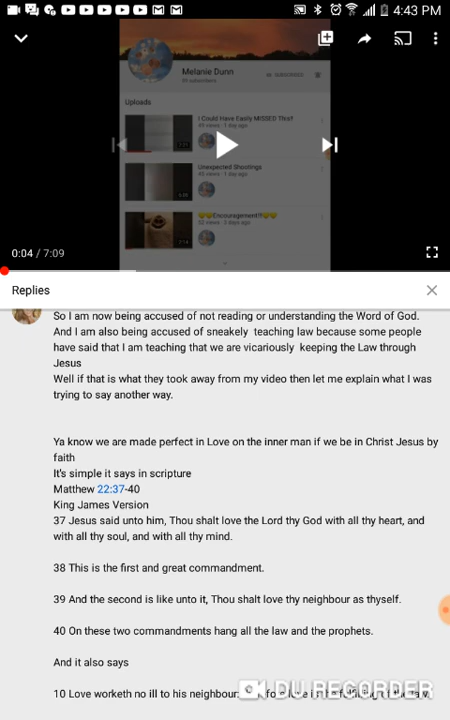 4:43 PM
Melanie Dunn
SUBSCRIBED
Uploads
I Could Have Easily MISSED This!!
Unexpected Shootings
Encouragement!!
0:04 / 7:09
Replies
So I am now being accused of not reading or understanding the Word of God.
And I am also being accused of sneakely teaching law because some people
have said that I am teaching that we are vicariously keeping the Law through
Jesus
Well if that is what they took away from my video then let me explain what I was
trying to say another way.
Ya know we are made perfect in Love on the inner man if we be in Christ Jesus by
faith
It's simple it says in scripture
Matthew 22:37-40
King James Version
37 Jesus said unto him, Thou shalt love the Lord thy God with all thy heart, and
with all thy soul, and with all thy mind.
38 This is the first and great commandment.
39 And the second is like unto it, Thou shalt love thy neighbour as thyself.
40 On these two commandments hang all the law and the prophets.
And it also says
10 Love worketh no ill to his neighbour: love is the fulfilling of the law
DU RECORDER